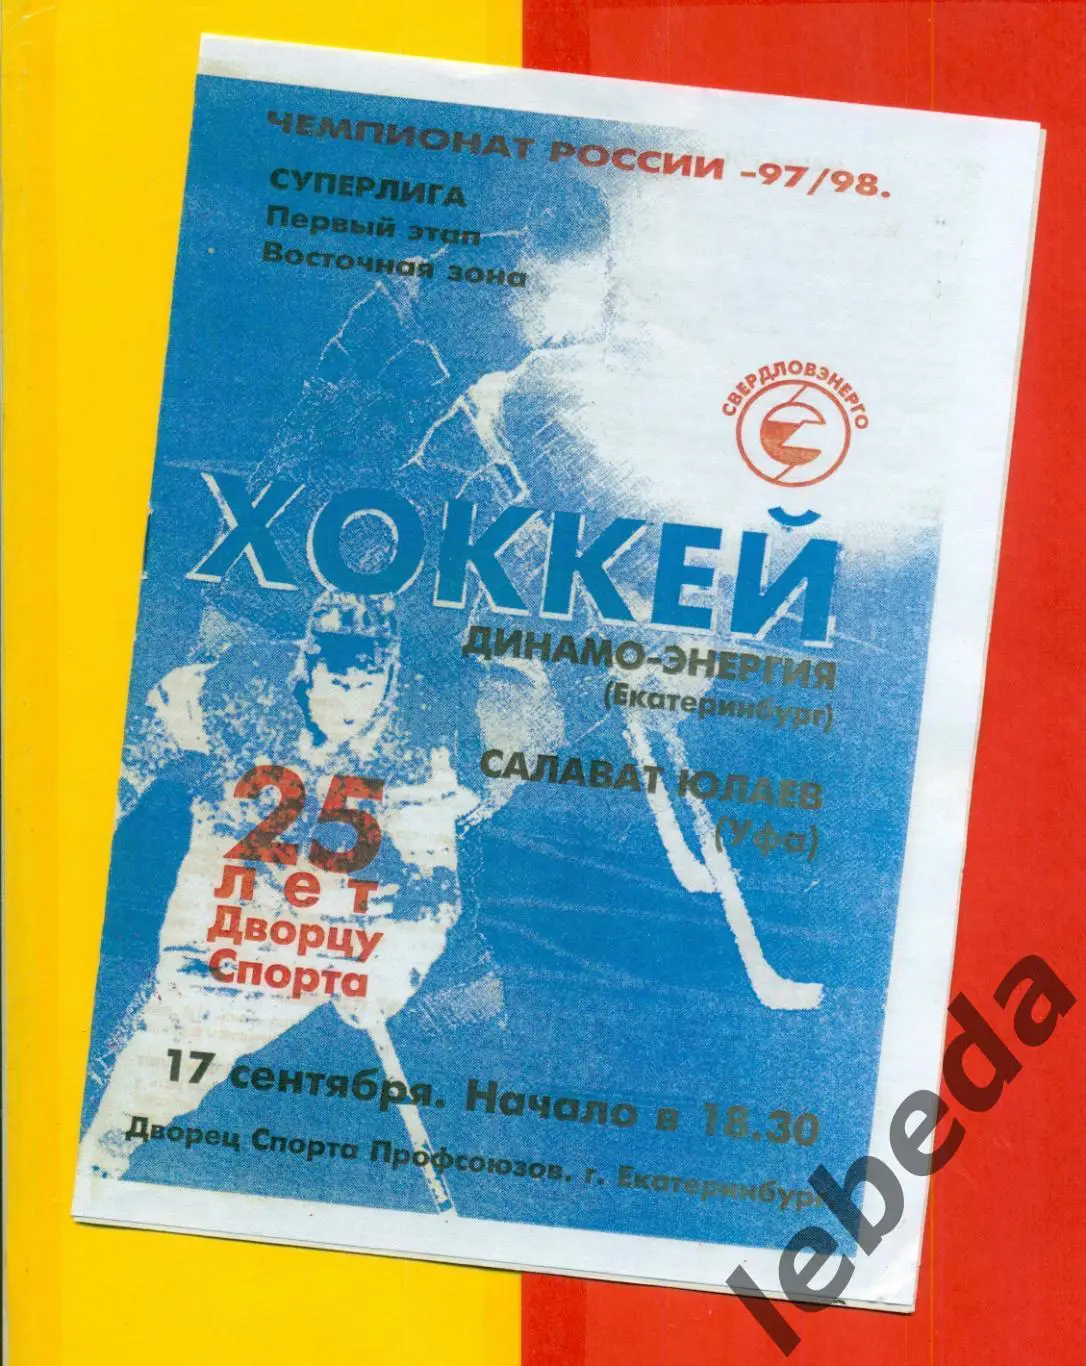 ЧЕМПИОНАТ РОССИИ -97/98.
СУПЕРЛИГА
Первый этап
Восточная зона
СВЕРДЛОВЭНЕРГО
ХОККЕЙ
ДИНАМО-ЭНЕРГИЯ
(Екатеринбург)
САЛАВАТ ЮЛАЕВ
(Уфа)
25
лет
Дворцу
Спорта
17 сентября. Начало в 18.30
Дворец Спорта Профсоюзов. г. Екатеринбург
lebeda